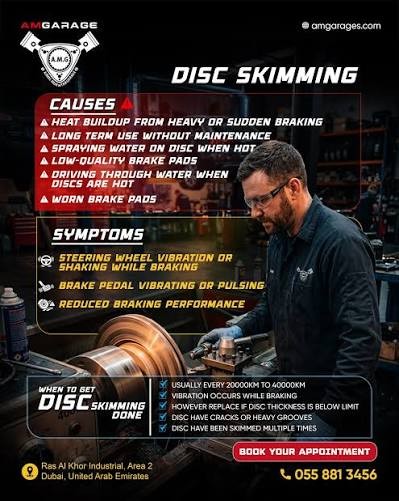 AMGARAGE
A.M.G
amgarages.com
DISC SKIMMING
CAUSES
HEAT BUILDUP FROM HEAVY OR SUDDEN BRAKING
LONG TERM USE WITHOUT MAINTENANCE
SPRAYING WATER ON DISC WHEN HOT
LOW-QUALITY BRAKE PADS
DRIVING THROUGH WATER WHEN
DISCS ARE HOT
WORN BRAKE PADS
SYMPTOMS
STEERING WHEEL VIBRATION OR
SHAKING WHILE BRAKING
BRAKE PEDAL VIBRATING OR PULSING
REDUCED BRAKING PERFORMANCE
WHEN TO GET
DISC SKIMMING
DONE
USUALLY EVERY 20000KM TO 40000KM
VIBRATION OCCURS WHILE BRAKING
HOWEVER REPLACE IF DISC THICKNESS IS BELOW LIMIT
DISC HAVE CRACKS OR HEAVY GROOVES
DISC HAVE BEEN SKIMMED MULTIPLE TIMES
BOOK YOUR APPOINTMENT
Ras Al Khor Industrial, Area 2
Dubai, United Arab Emirates
055 881 3456